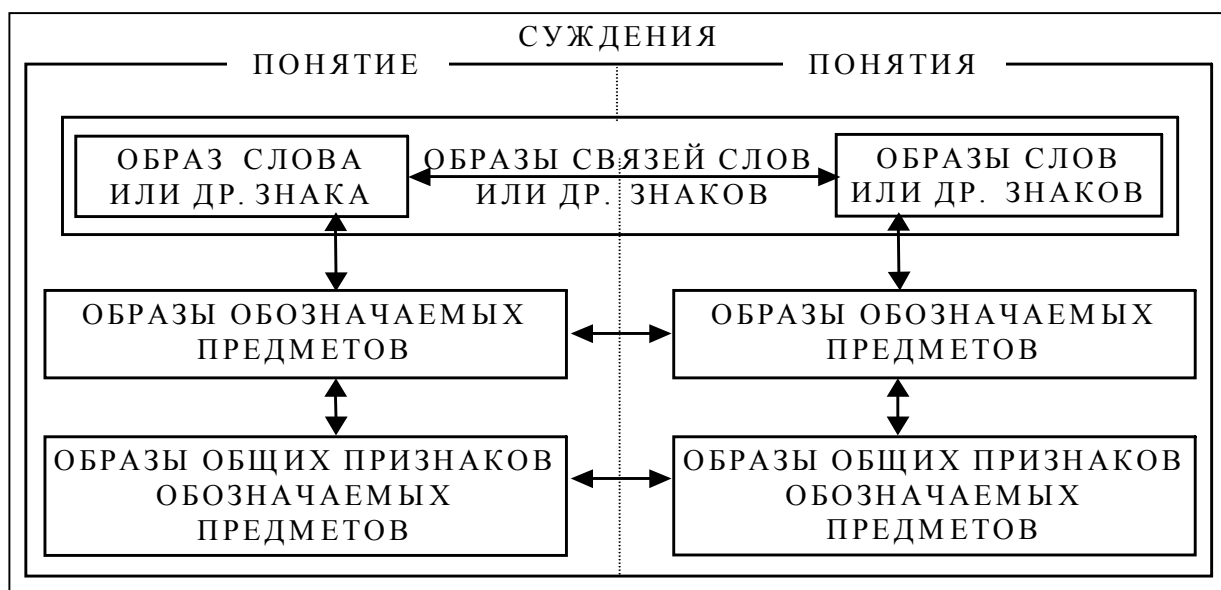 СУЖДЕНИЯ
ПОНЯТИЕ
ПОНЯТИЯ
ОБРАЗ СЛОВА
ИЛИ ДР. ЗНАКА
ОБРАЗЫ СВЯЗЕЙ СЛОВ
ИЛИ ДР. ЗНАКОВ
ОБРАЗЫ СЛОВ
ИЛИ ДР. ЗНАКОВ
ОБРАЗЫ ОБОЗНАЧАЕМЫХ
ПРЕДМЕТОВ
ОБРАЗЫ ОБОЗНАЧАЕМЫХ
ПРЕДМЕТОВ
ОБРАЗЫ ОБЩИХ ПРИЗНАКОВ
ОБОЗНАЧАЕМЫХ
ПРЕДМЕТОВ
ОБРАЗЫ ОБЩИХ ПРИЗНАКОВ
ОБОЗНАЧАЕМЫХ
ПРЕДМЕТОВ